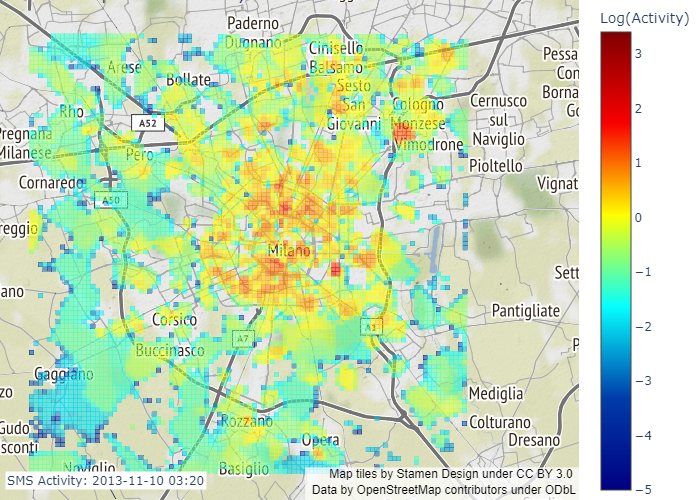 Log(Activity)
3
2
1
0
−1
−2
−3
−4
−5
Paderno
Dugnano
Cinisello
Balsamo
Arese
Bollate
Sesto
San
Giovanni
Cologno
Monzese
Vimodrone
Cernusco
sul
Naviglio
Pessa
Con
Borna
Go
Rho
A52
Pregnana
Milanese
Pero
Pioltello
Cornaredo
Vignat
A50
reggio
Milano
Sett
ano
Corsico
Pantigliate
A7
A1
Buccinasco
P
Gaggiano
zzo
Mediglia
Rozzano
Colturano
Gudo
sconti
Opera
Dresano
Noviglio
Basiglio
SMS Activity: 2013-11-10 03:20
Map tiles by Stamen Design under CC BY 3.0
Data by OpenStreetMap contributors under ODbL